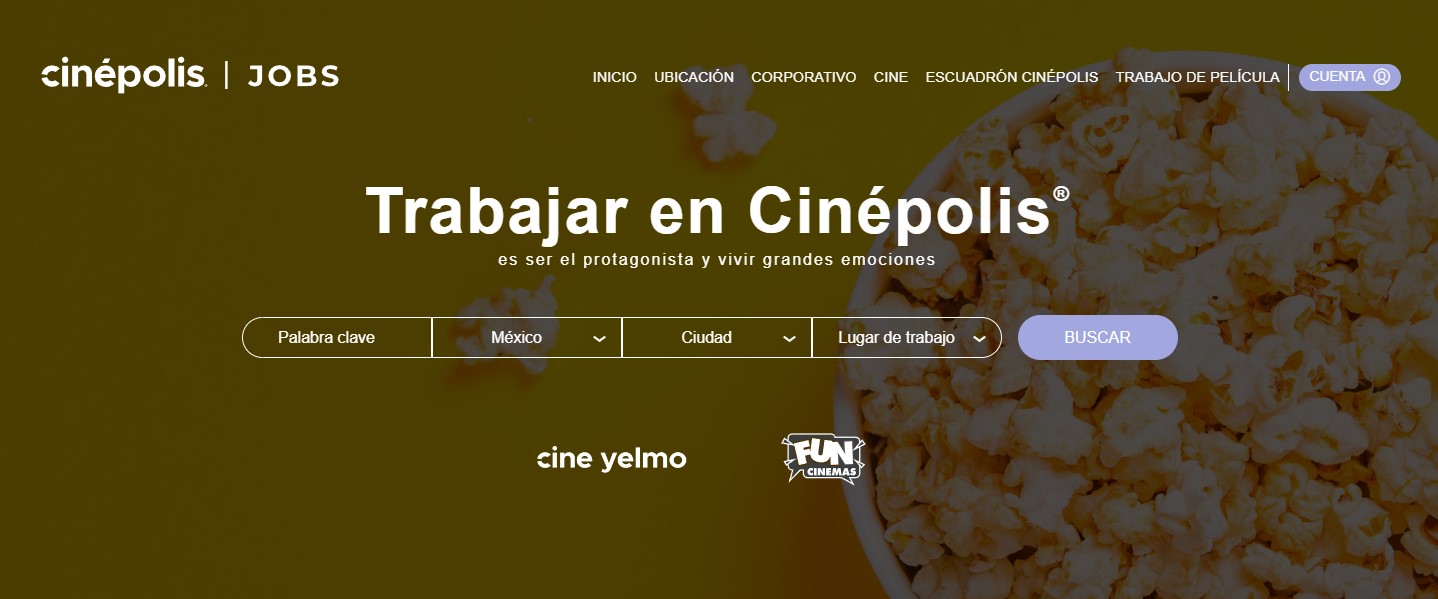 cinépolis. | JOBS
INICIO UBICACIÓN CORPORATIVO CINE ESCUADRÓN CINÉPOLIS TRABAJO DE PELÍCULA CUENTA
Trabajar en Cinépolis®
es ser el protagonista y vivir grandes emociones
Palabra clave México Ciudad Lugar de trabajo BUSCAR
cine yelmo
FUN
CINEMAS